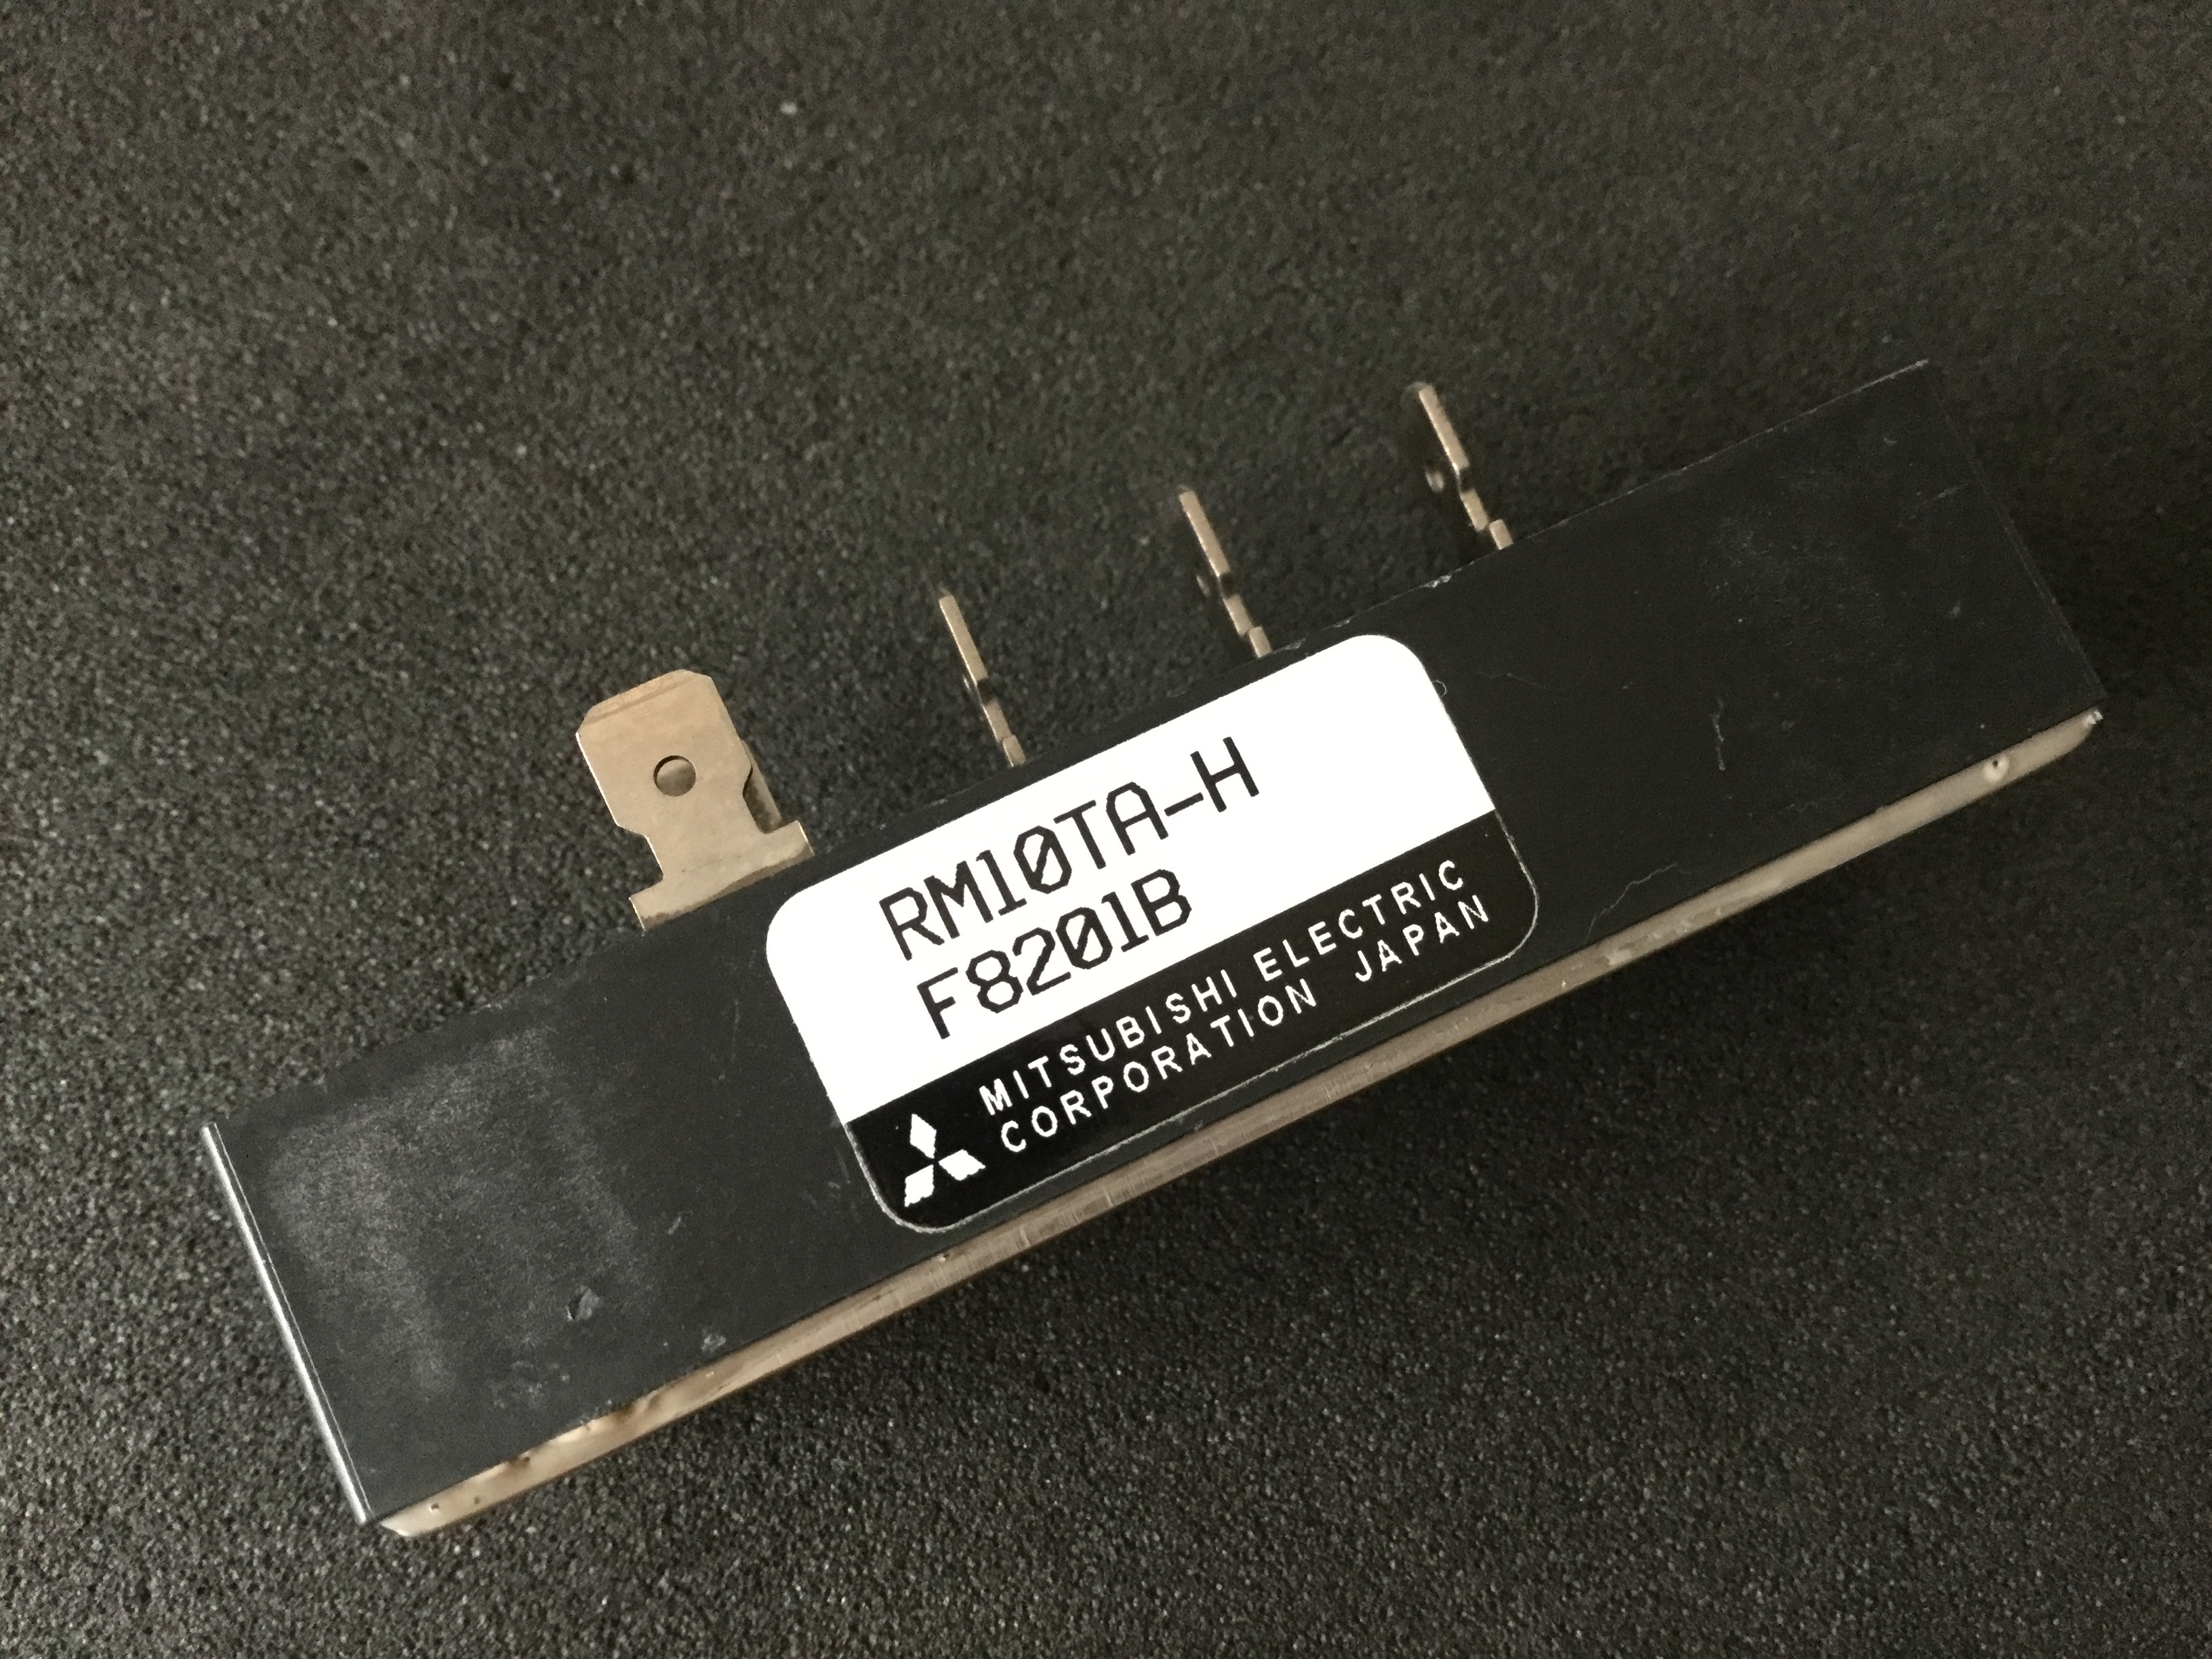 RM10TA-H
F8201B
MITSUBISHI ELECTRIC
CORPORATION JAPAN